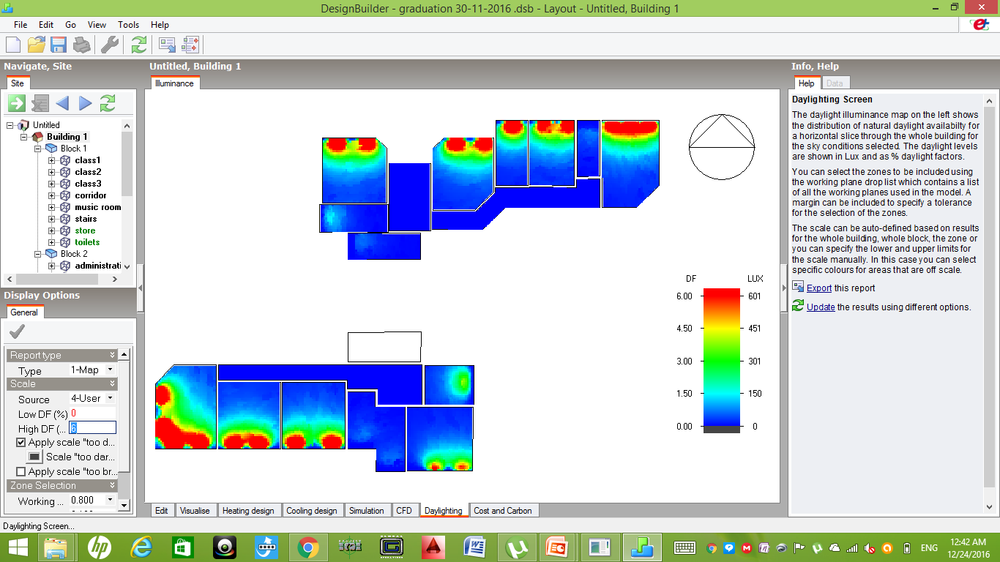 DesignBuilder - graduation 30-11-2016 .dsb - Layout - Untitled, Building 1
File Edit Go View Tools Help
Navigate, Site
Site
Untitled
Building 1
Block 1
class1
class2
class3
corridor
music room
stairs
store
toilets
Block 2
administrati
Display Options
General
Report type
Type 1-Map
Scale
Source 4-User
Low DF (%) 0
High DF (... 6
Apply scale "too d...
Scale "too dar...
Apply scale "too br...
Zone Selection
Working ... 0.800
Untitled, Building 1
Illuminance
DF LUX
6.00 601
4.50 451
3.00 301
1.50 150
0.00 0
Edit Visualise Heating design Cooling design Simulation CFD Daylighting Cost and Carbon
Info, Help
Help Data
Daylighting Screen
The daylight illuminance map on the left shows
the distribution of natural daylight availabilty for
a horizontal slice through the whole building for
the sky conditions selected. The daylight levels
are shown in Lux and as % daylight factors.
You can select the zones to be included using
the working plane drop list which contains a list
of all the working planes used in the model. A
margin can be included to specify a tolerance
for the selection of the zones.
The scale can be auto-defined based on results
for the whole building, whole block, the zone or
you can specify the lower and upper limits for
the scale manually. In this case you can select
specific colours for areas that are off scale.
Export this report
Update the results using different options.
Daylighting Screen...
ENG
12:42 AM
12/24/2016